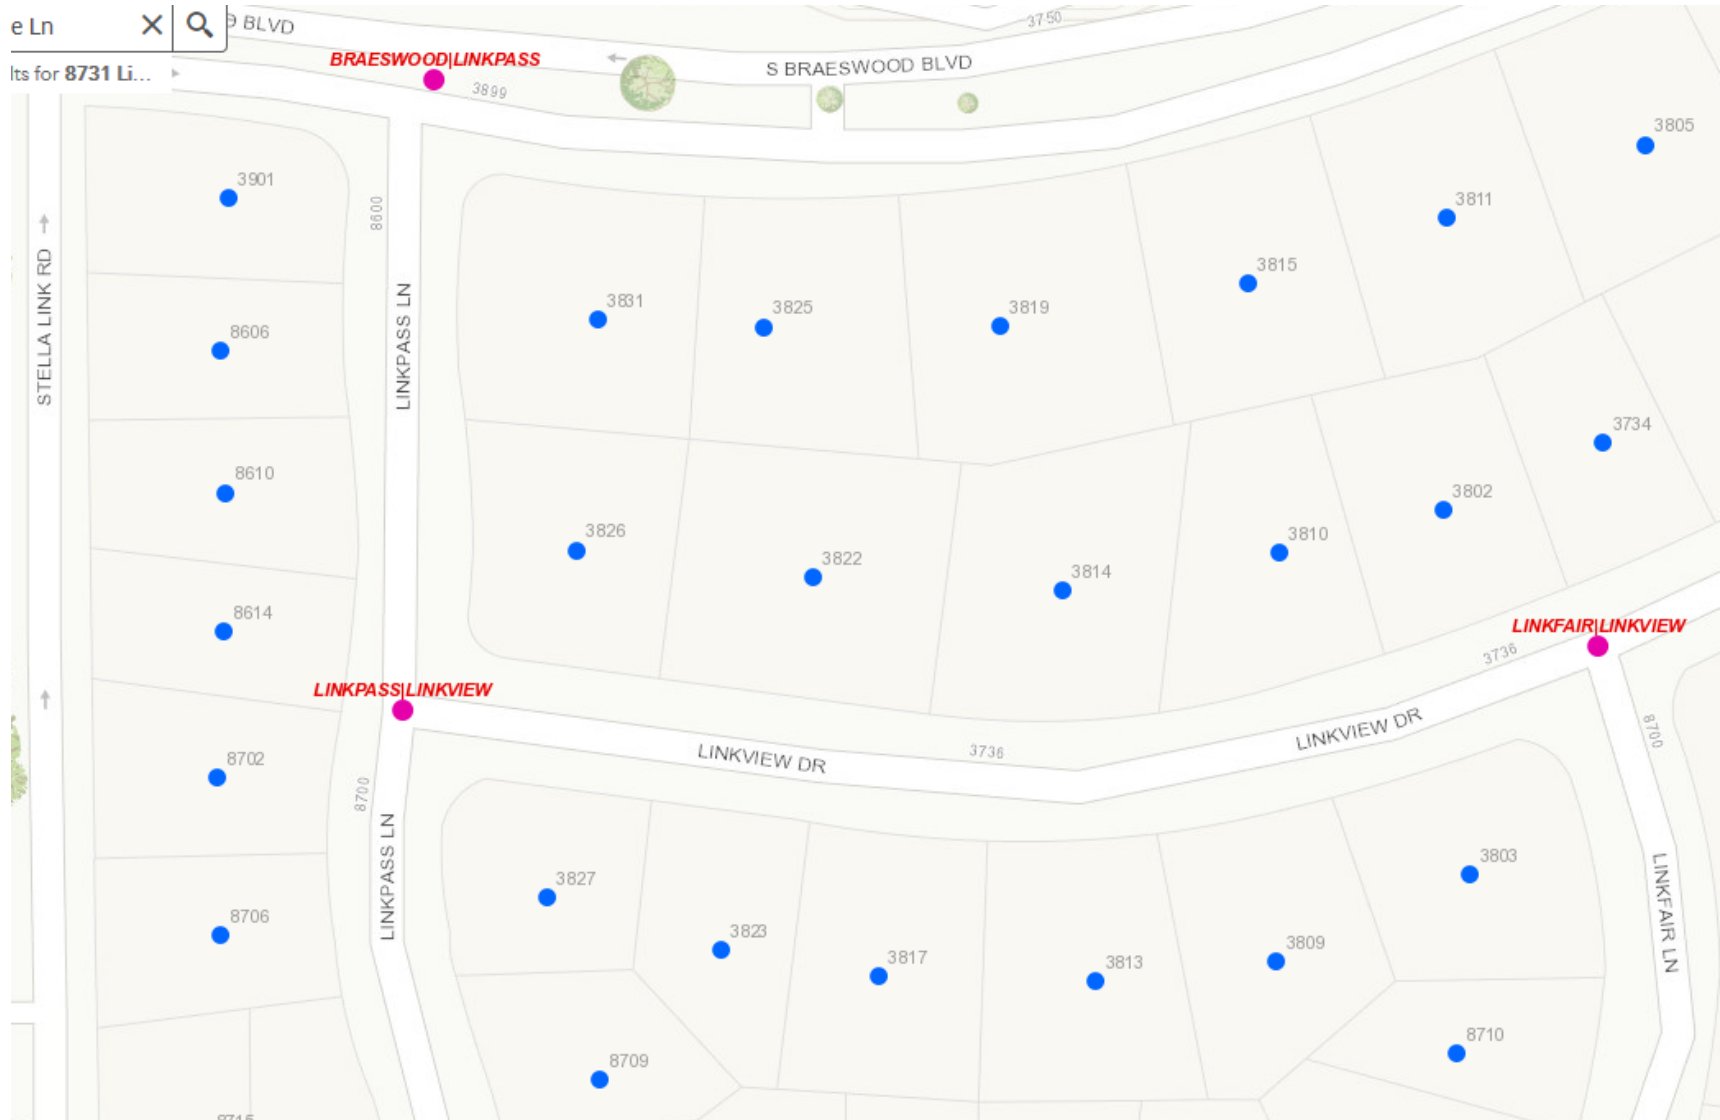 e Ln
BLVD
3750
lts for 8731 Li...
BRAESWOOD|LINKPASS
S BRAESWOOD BLVD
3899
3805
3901
3811
8600
STELLA LINK RD
LINKPASS LN
3815
3831
3825
3819
8606
3734
8610
3802
3826
3810
3822
3814
8614
LINKFAIR|LINKVIEW
3736
LINKPASS|LINKVIEW
LINKVIEW DR
8700
8702
LINKVIEW DR
3736
8700
LINKPASS LN
3803
LINKFAIR LN
3827
8706
3823
3809
3817
3813
8710
8709